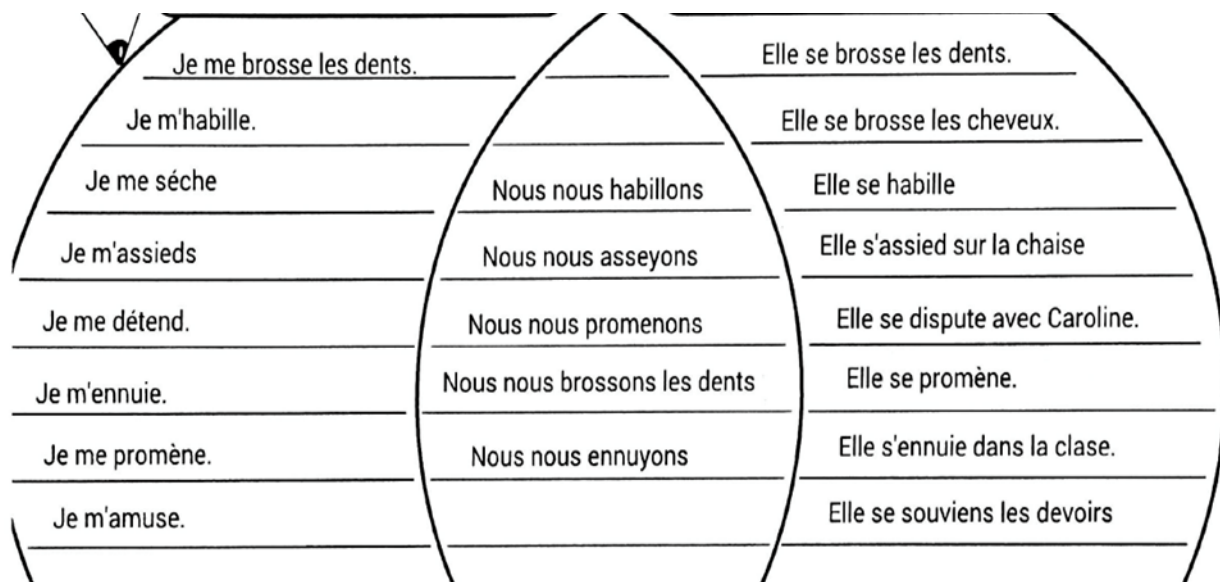 Je me brosse les dents.
Je m'habille.
Je me séche
Je m'assieds
Je me détend.
Je m'ennuie.
Je me promène.
Je m'amuse.
Nous nous habillons
Nous nous asseyons
Nous nous promenons
Nous nous brossons les dents
Nous nous ennuyons
Elle se brosse les dents.
Elle se brosse les cheveux.
Elle se habille
Elle s'assied sur la chaise
Elle se dispute avec Caroline.
Elle se promène.
Elle s'ennuie dans la clase.
Elle se souviens les devoirs